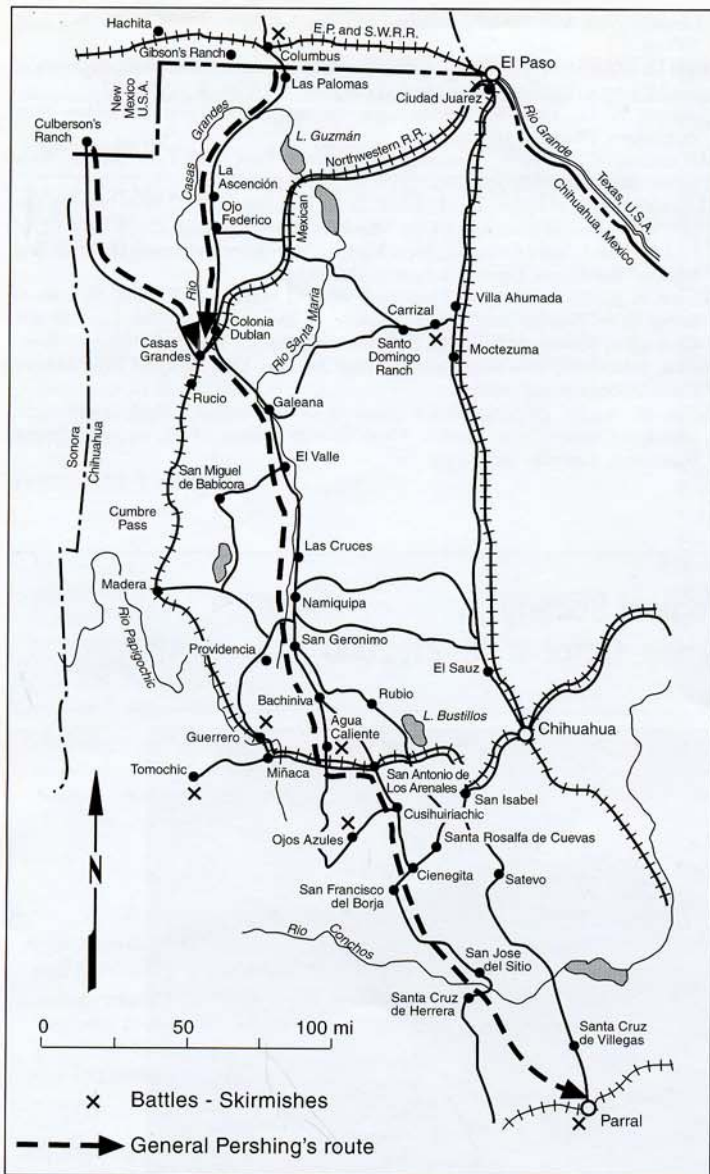 Hachita
E.P. and S.W.R.R.
Gibson's Ranch
Columbus
El Paso
Las Palomas
New
Mexico
U.S.A.
Ciudad Juarez
Culberson's
Ranch
Rio Grande
Texas, U.S.A.
Chihuahua, Mexico
Rio Casas Grandes
L. Guzmán
Mexican Northwestern R.R.
La
Ascención
Ojo
Federico
Rio Santa Maria
Villa Ahumada
Carrizal
Colonia
Dublan
Santo
Domingo
Ranch
Casas
Grandes
Moctezuma
Rucio
Galeana
Sonora
Chihuahua
El Valle
San Miguel
de Babicora
Cumbre
Pass
Las Cruces
Madera
Namiquipa
Rio Papigochic
San Geronimo
Providencia
El Sauz
Bachiniva
Rubio
L. Bustillos
Chihuahua
Agua
Caliente
Guerrero
Tomochic
Miñaca
San Antonio de
Los Arenales
San Isabel
Cusihuiriachic
Ojos Azules
Santa Rosalfa de Cuevas
N
Cienegita
Satevo
San Francisco
del Borja
Rio Conchos
San Jose
del Sitio
Santa Cruz
de Herrera
0 50 100 mi
Santa Cruz
de Villegas
Battles - Skirmishes
Parral
General Pershing's route